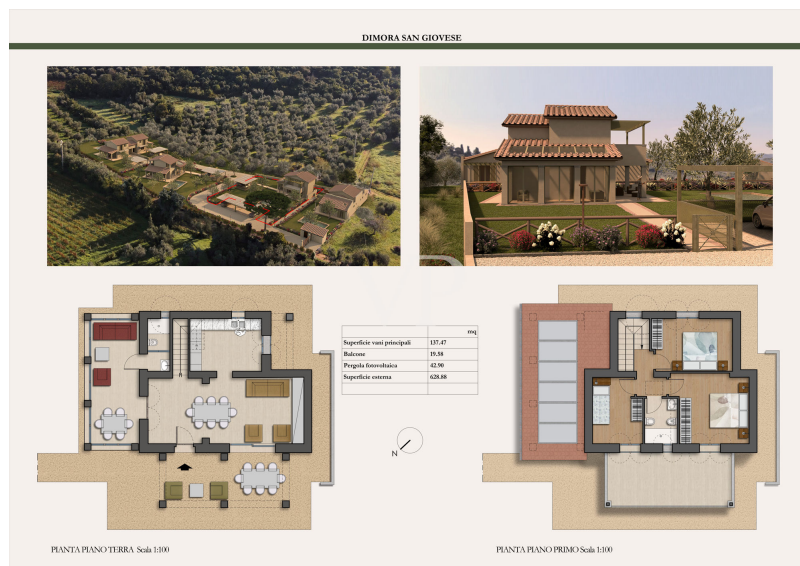 DIMORA SAN GIOVESE
mq
Superficie vani principali 137.47
Balcone 19.58
Pergola fotovoltaica 42.90
Superficie esterna 628.88
N
PIANTA PIANO TERRA Scala 1:100
PIANTA PIANO PRIMO Scala 1:100